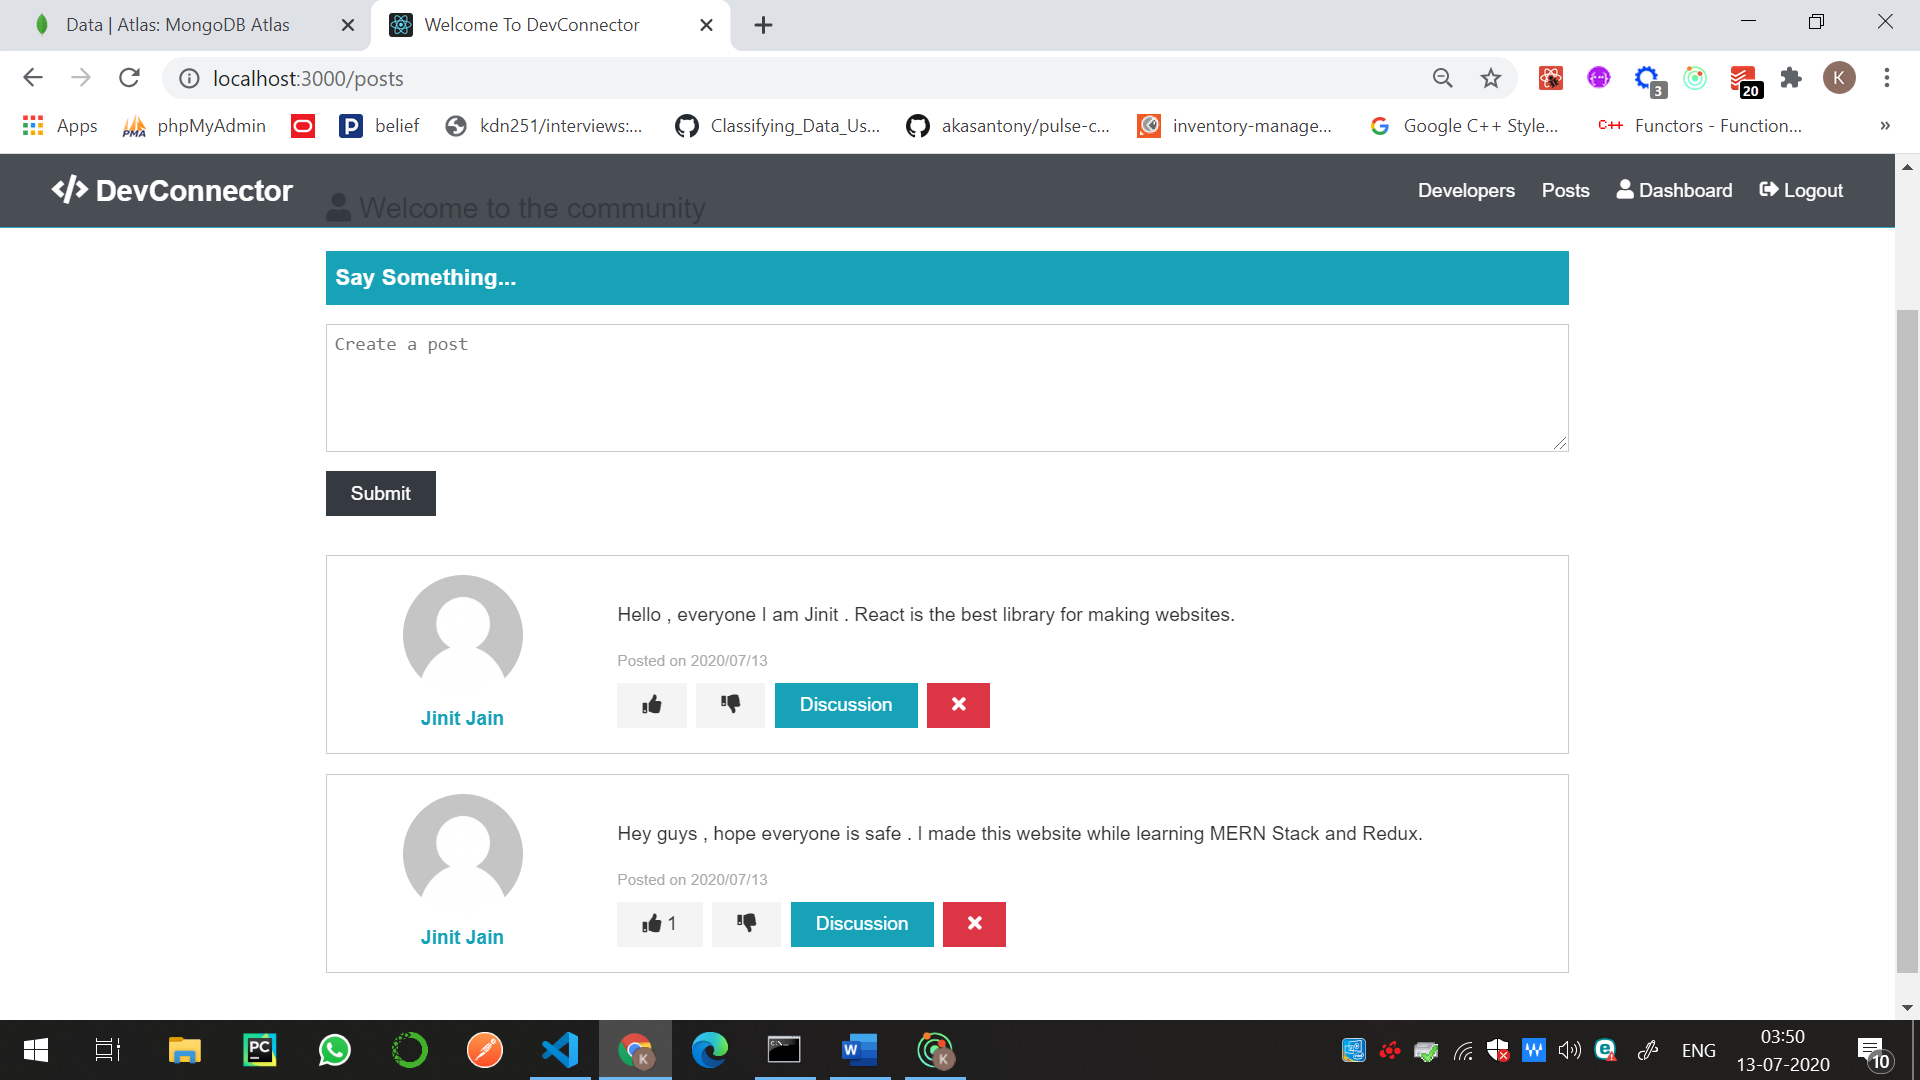 Data | Atlas: MongoDB Atlas
Welcome To DevConnector
localhost:3000/posts
3
20
K
Apps
phpMyAdmin
belief
kdn251/interviews:...
Classifying_Data_Us...
akasantony/pulse-c...
inventory-manage...
Google C++ Style...
Functors - Function...
»
</> DevConnector
Welcome to the community
Developers
Posts
Dashboard
Logout
Say Something...
Create a post
Submit
Hello , everyone I am Jinit . React is the best library for making websites.
Posted on 2020/07/13
Jinit Jain
Discussion
Hey guys , hope everyone is safe . I made this website while learning MERN Stack and Redux.
Posted on 2020/07/13
Jinit Jain
1
Discussion
ENG
03:50
13-07-2020
10